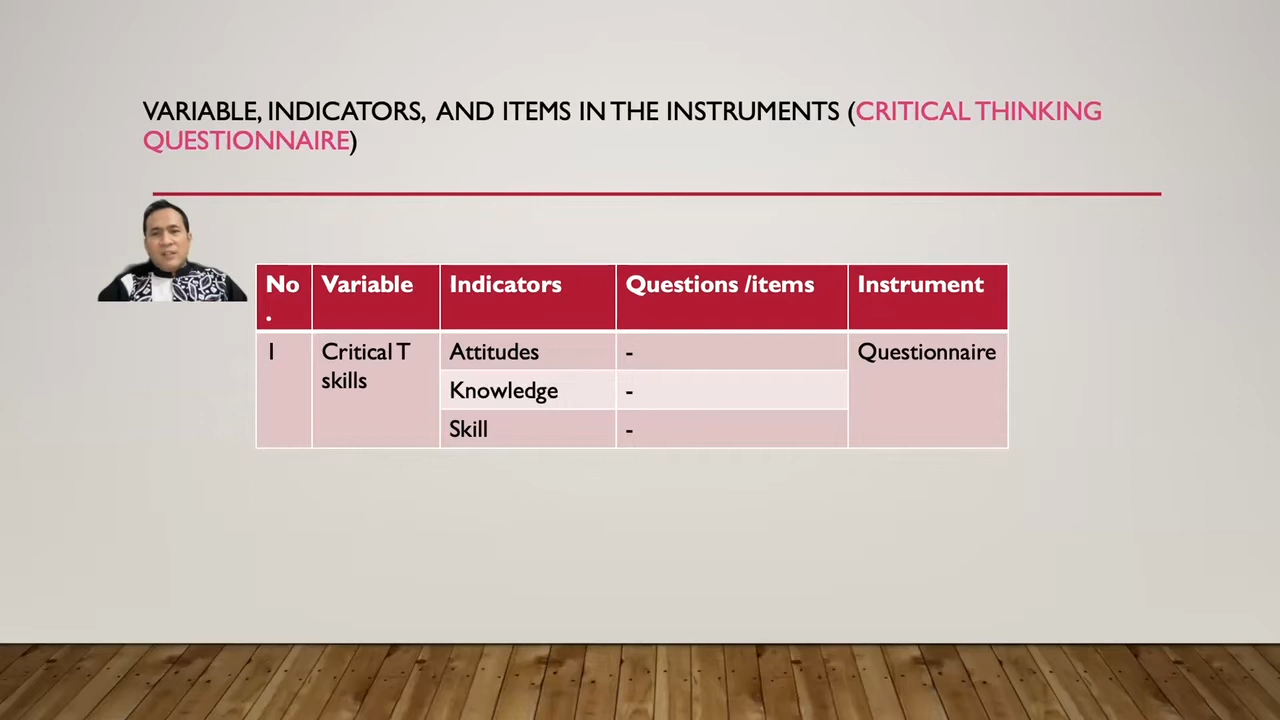 VARIABLE, INDICATORS, AND ITEMS IN THE INSTRUMENTS (CRITICAL THINKING
QUESTIONNAIRE)
No
.
Variable
Indicators
Questions /items
Instrument
1
Critical T
skills
Attitudes
-
Questionnaire
Knowledge
-
Skill
-